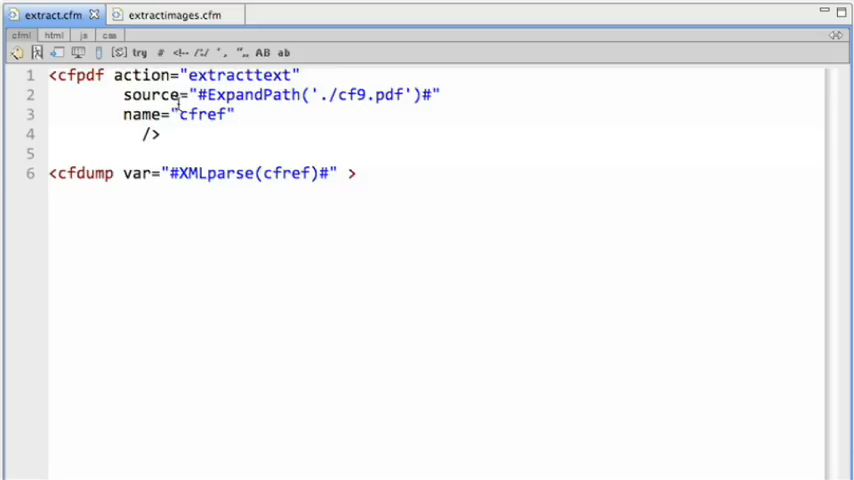 extract.cfm extractimages.cfm
cfml html js css
try # <!-- /:/ " , ",, AB ab
1 <cfpdf action="extracttext"
2 source="#ExpandPath('./cf9.pdf')#"
3 name="cfref"
4 />
5
6 <cfdump var="#XMLparse(cfref)#" >